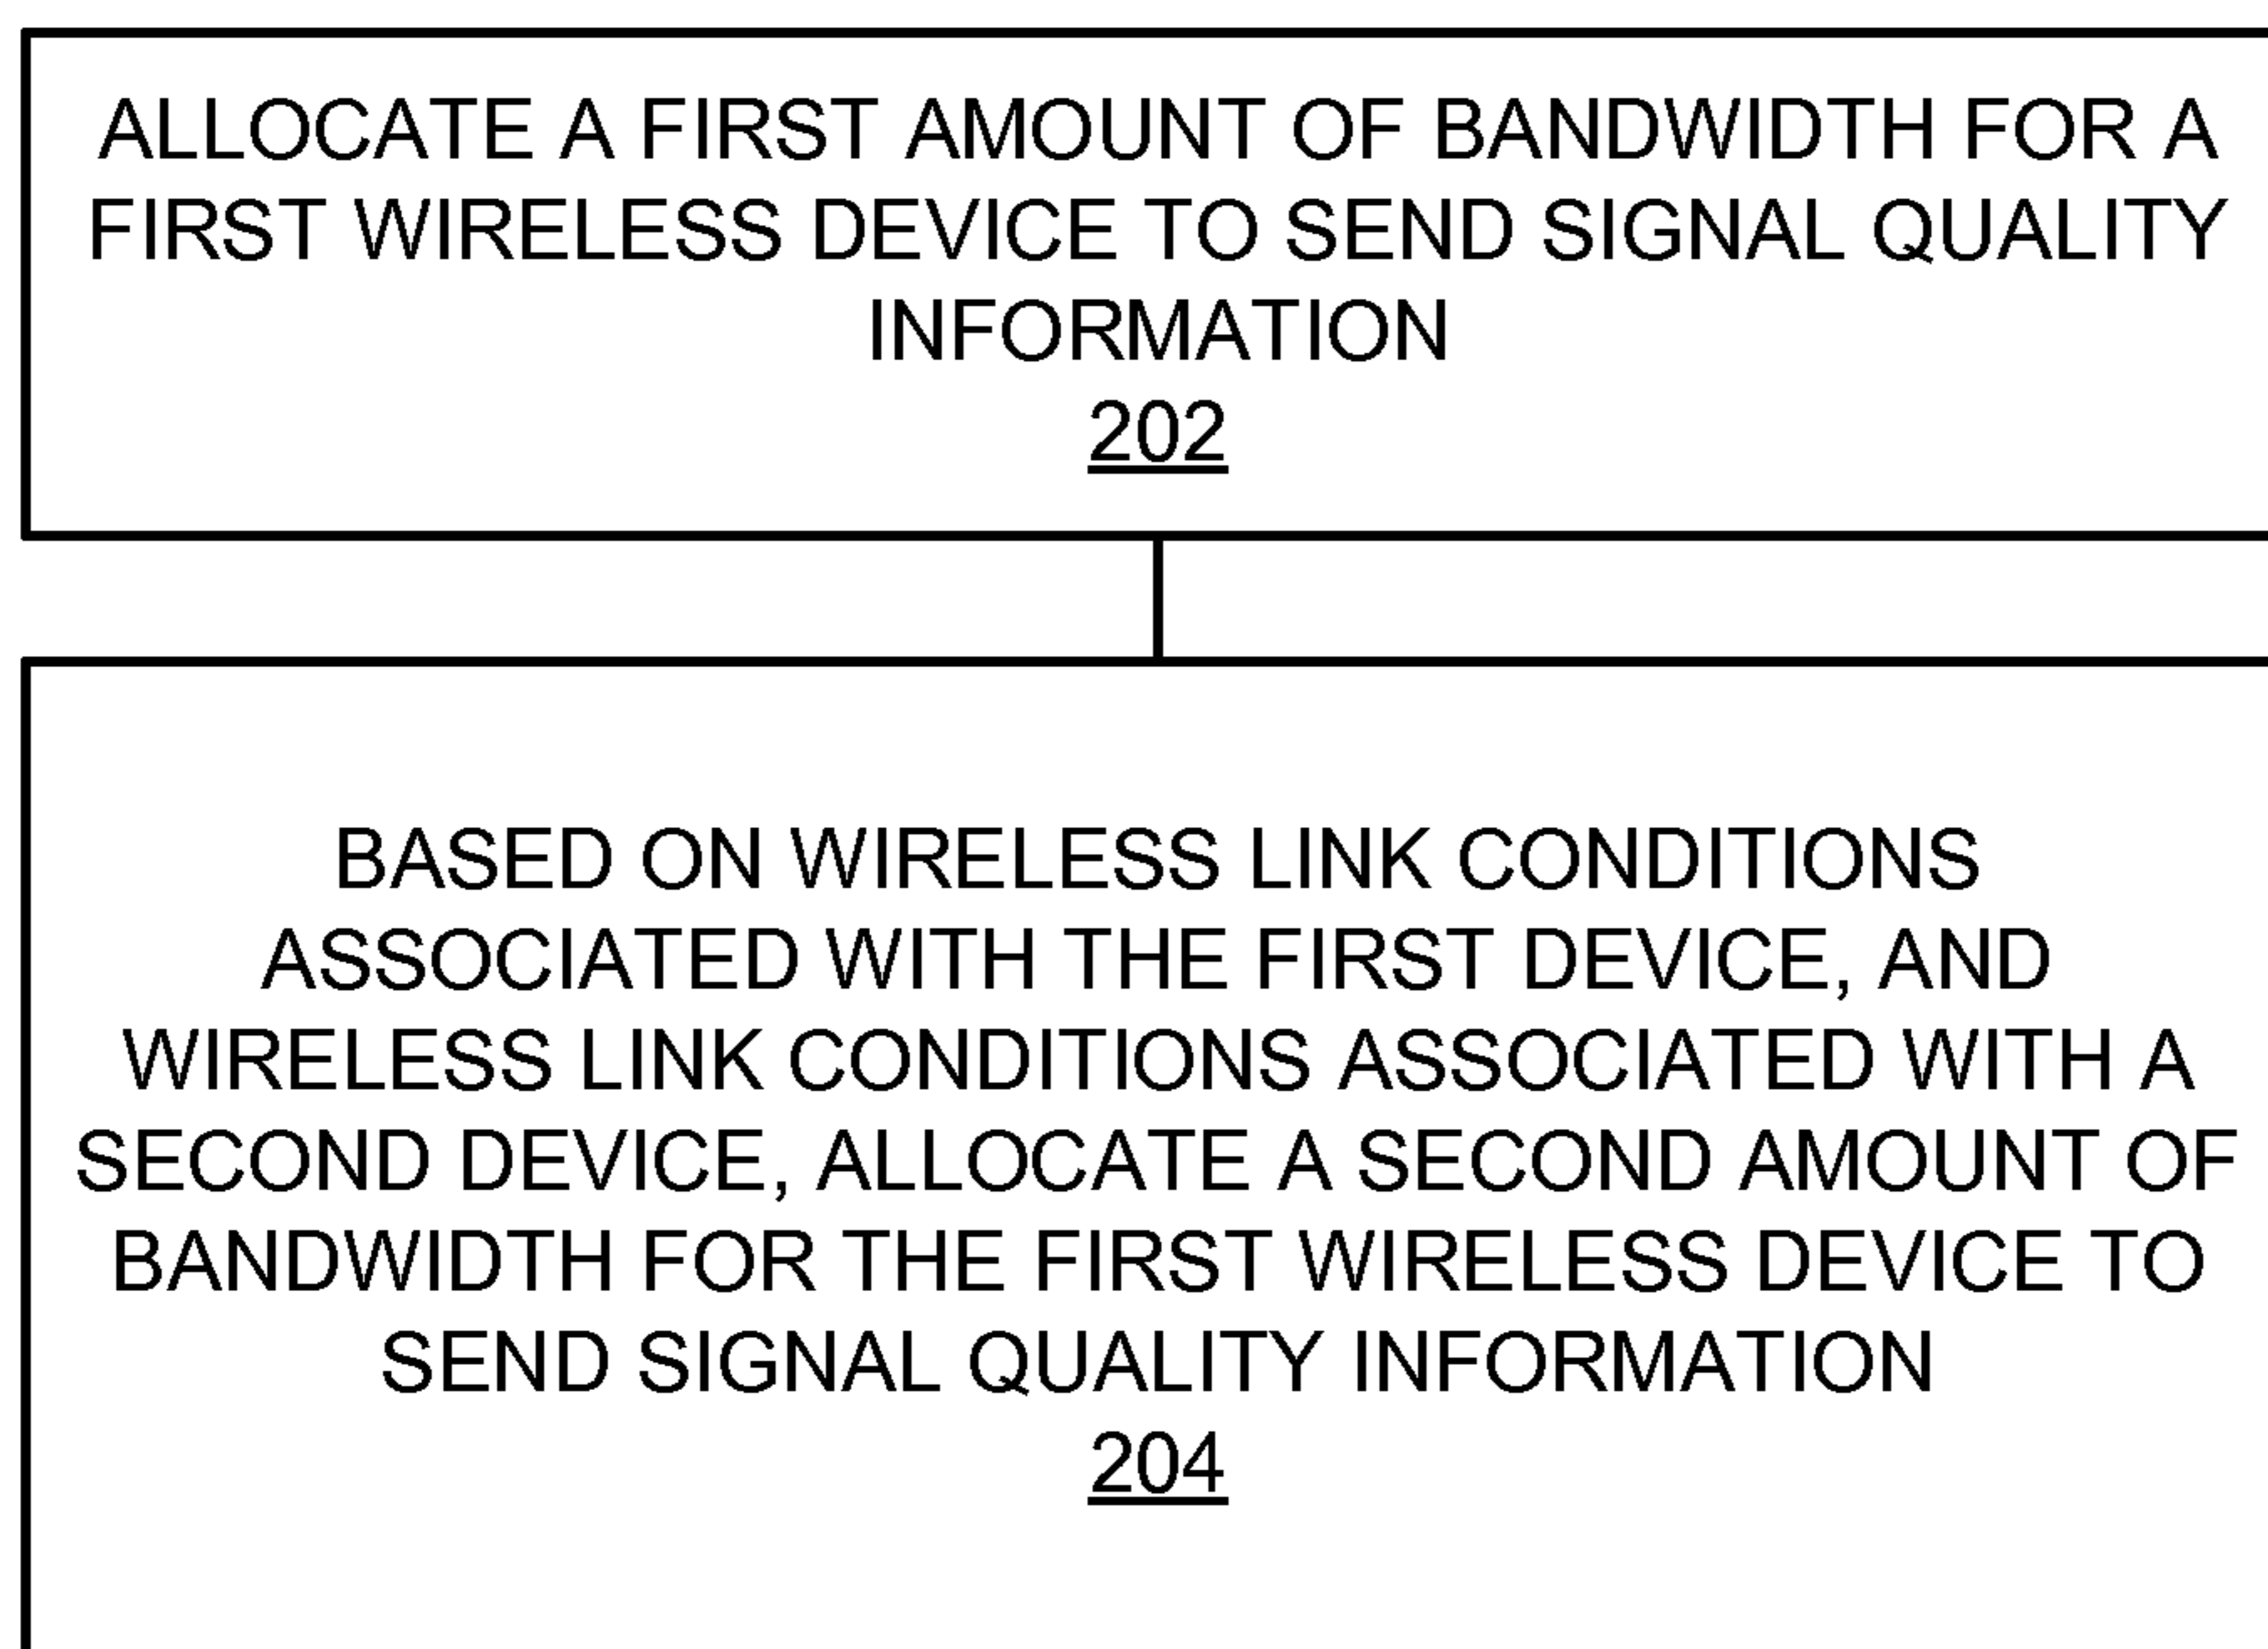 ALLOCATE A FIRST AMOUNT OF BANDWIDTH FOR A
FIRST WIRELESS DEVICE TO SEND SIGNAL QUALITY
INFORMATION
202
BASED ON WIRELESS LINK CONDITIONS
ASSOCIATED WITH THE FIRST DEVICE, AND
WIRELESS LINK CONDITIONS ASSOCIATED WITH A
SECOND DEVICE, ALLOCATE A SECOND AMOUNT OF
BANDWIDTH FOR THE FIRST WIRELESS DEVICE TO
SEND SIGNAL QUALITY INFORMATION
204